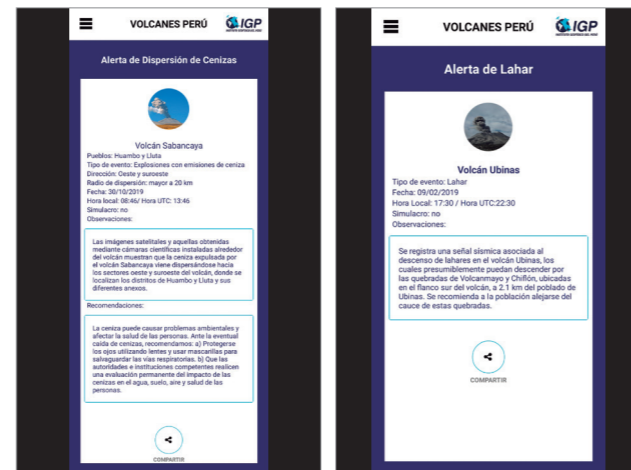 VOLCANES PERÚ
IGP
Alerta de Dispersión de Cenizas
Volcán Sabancaya
Pueblos: Huambo y Lluta
Tipo de evento: Explosiones con emisiones de ceniza
Dirección: Oeste y suroeste
Radio de dispersión: mayor a 20 km
Fecha: 30/10/2019
Hora local: 08:46/ Hora UTC: 13:46
Simulacro: no
Observaciones:
Las imágenes satelitales y aquellas obtenidas
mediante cámaras científicas instaladas alrededor
del volcán muestran que la ceniza expulsada por
el volcán Sabancaya viene dispersándose hacia
los sectores oeste y suroeste del volcán, donde se
localizan los distritos de Huambo y Lluta y sus
diferentes anexos.
Recomendaciones:
La ceniza puede causar problemas ambientales y
afectar la salud de las personas. Ante la eventual
caída de cenizas, recomendamos: a) Protegerse
los ojos utilizando lentes y usar mascarillas para
salvaguardar las vías respiratorias. b) Que las
autoridades e instituciones competentes realicen
una evaluación permanente del impacto de las
cenizas en el agua, suelo, aire y salud de las
personas.
COMPARTIR
VOLCANES PERÚ
IGP
Alerta de Lahar
Volcán Ubinas
Tipo de evento: Lahar
Fecha: 09/02/2019
Hora Local: 17:30 / Hora UTC:22:30
Simulacro: no
Observaciones:
Se registra una señal sísmica asociada al
descenso de lahares en el volcán Ubinas, los
cuales presumiblemente puedan descender por
las quebradas de Volcanmayo y Chiflón, ubicadas
en el flanco sur del volcán, a 2.1 km del poblado de
Ubinas. Se recomienda a la población alejarse del
cauce de estas quebradas.
COMPARTIR